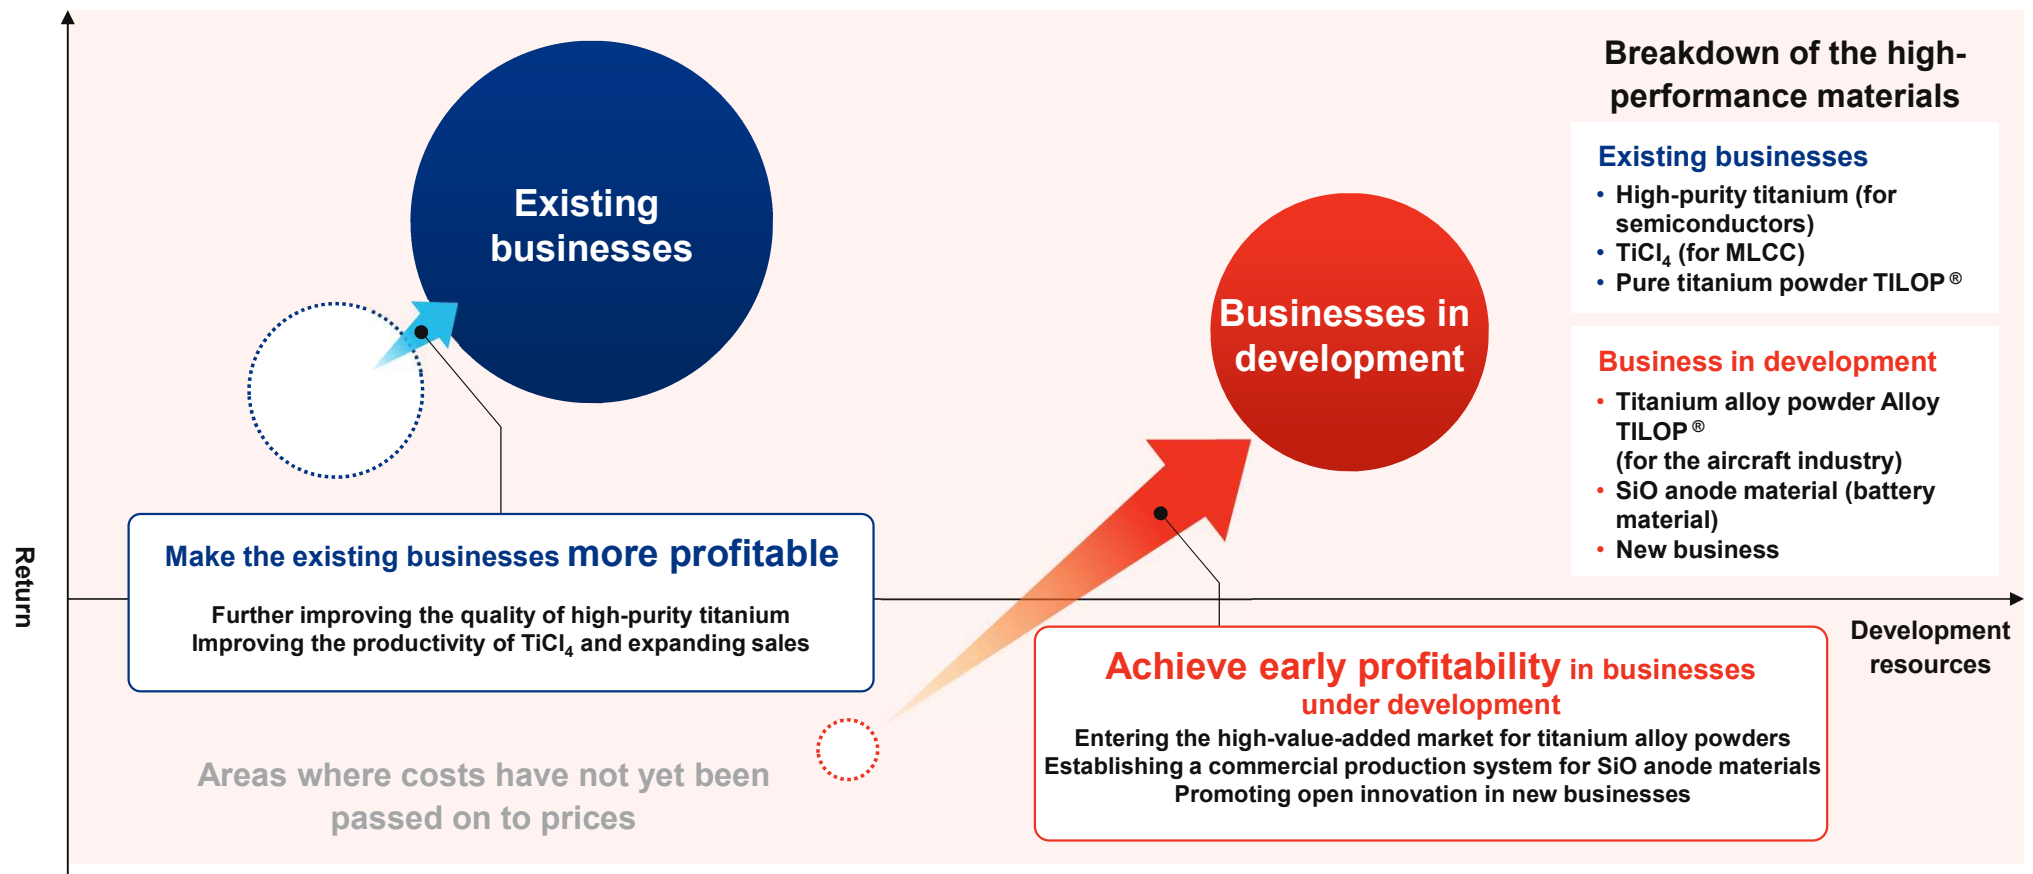 Breakdown of the high-
performance materials
Existing businesses
• High-purity titanium (for
semiconductors)
• TiCl₄ (for MLCC)
• Pure titanium powder TILOP®
Business in development
• Titanium alloy powder Alloy
TILOP®
(for the aircraft industry)
• SiO anode material (battery
material)
• New business
Existing
businesses
Businesses in
development
Return
Make the existing businesses more profitable
Further improving the quality of high-purity titanium
Improving the productivity of TiCl₄ and expanding sales
Development
resources
Achieve early profitability in businesses
under development
Entering the high-value-added market for titanium alloy powders
Establishing a commercial production system for SiO anode materials
Promoting open innovation in new businesses
Areas where costs have not yet been
passed on to prices